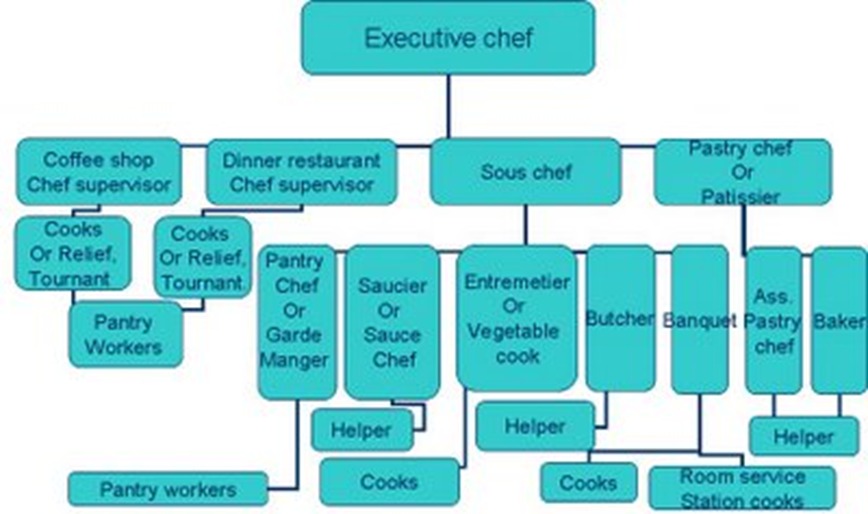 Executive chef
Coffee shop
Chef supervisor
Dinner restaurant
Chef supervisor
Sous chef
Pastry chef
Or
Patissier
Cooks
Or Relief,
Tournant
Cooks
Or Relief,
Tournant
Pantry
Workers
Pantry
Chef
Or
Garde
Manger
Saucier
Or
Sauce
Chef
Entremetier
Or
Vegetable
cook
Butcher
Banquet
Ass.
Pastry
chef
Baker
Helper
Helper
Helper
Pantry workers
Cooks
Cooks
Room service
Station cooks